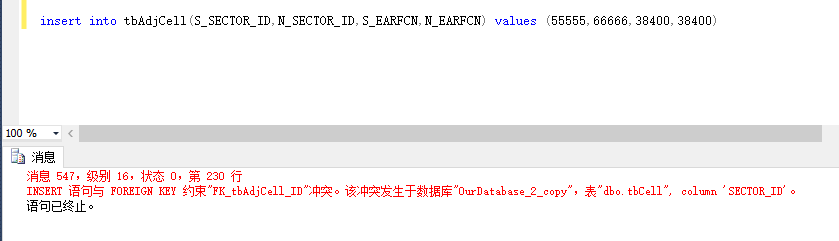 insert into tbAdjCell(S_SECTOR_ID,N_SECTOR_ID,S_EARFCN,N_EARFCN) values (55555,66666,38400,38400)
100 %
消息
消息 547，级别 16，状态 0，第 230 行
INSERT 语句与 FOREIGN KEY 约束"FK_tbAdjCell_ID"冲突。该冲突发生于数据库"OurDatabase_2_copy"，表"dbo.tbCell", column 'SECTOR_ID'。
语句已终止。